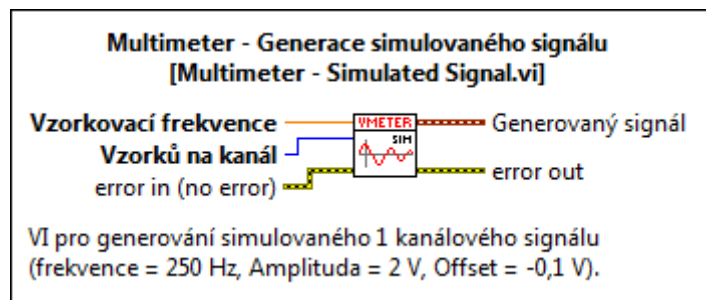 Multimeter - Generace simulovaného signálu
[Multimeter - Simulated Signal.vi]
Vzorkovací frekvence
VMETER
Generovaný signál
SIM
Vzorků na kanál
error in (no error)
error out
VI pro generování simulovaného 1 kanálového signálu
(frekvence = 250 Hz, Amplituda = 2 V, Offset = -0,1 V).